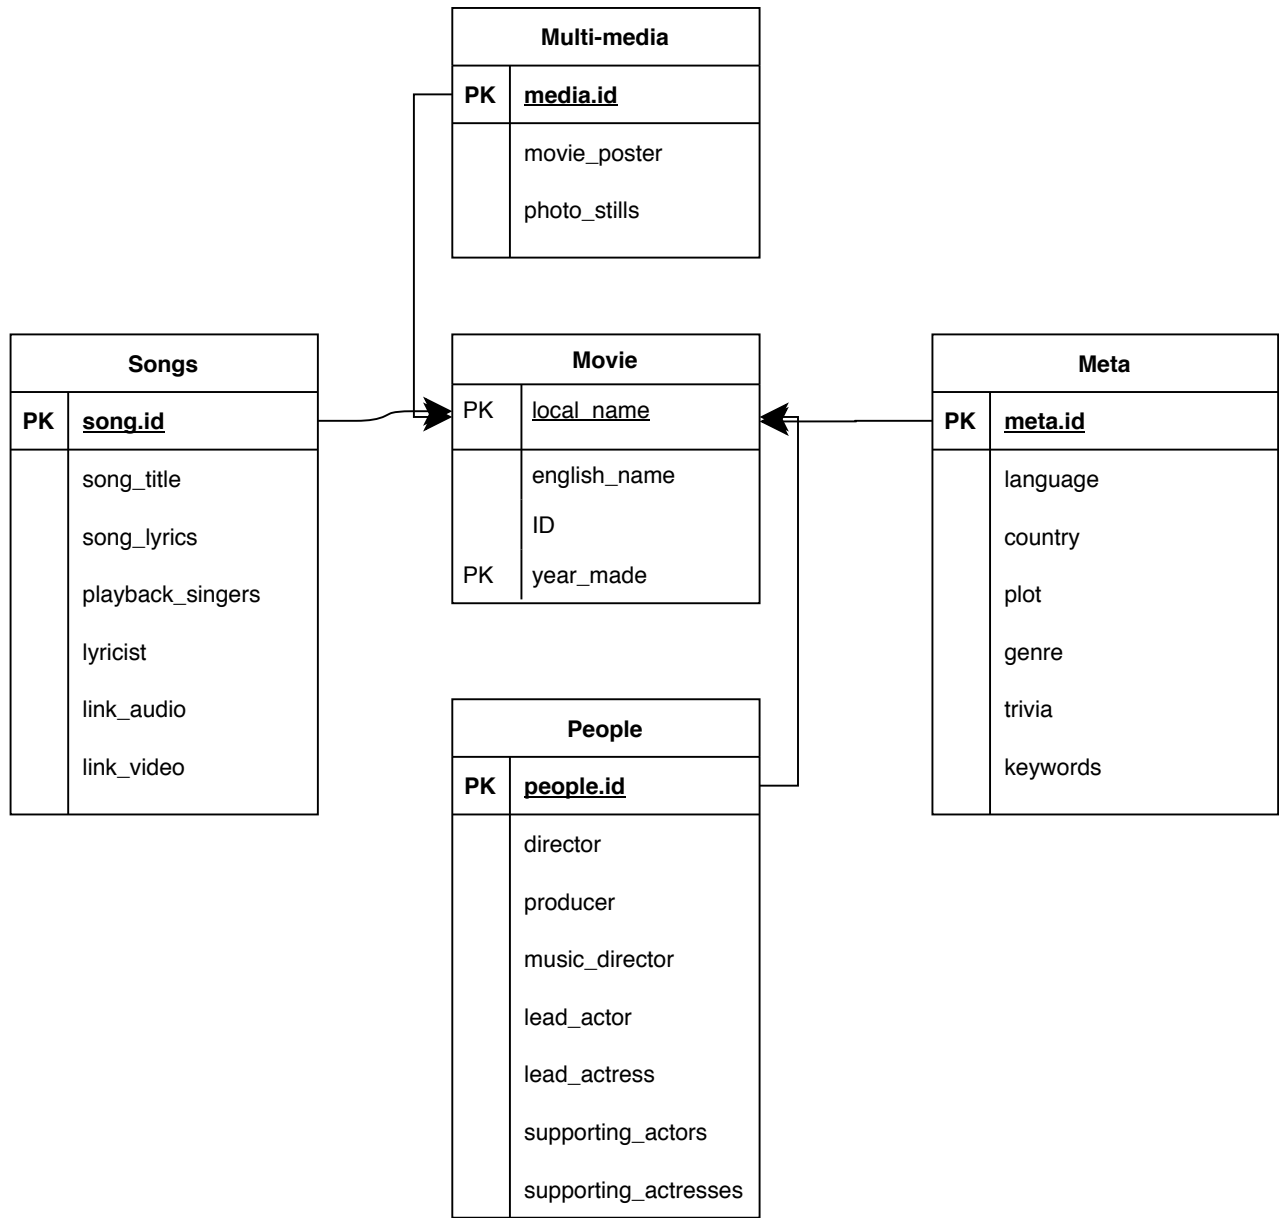 Multi-media
PK media.id
movie_poster
photo_stills
Songs
PK song.id
song_title
song_lyrics
playback_singers
lyricist
link_audio
link_video
Movie
PK local_name
english_name
ID
PK year_made
Meta
PK meta.id
language
country
plot
genre
trivia
keywords
People
PK people.id
director
producer
music_director
lead_actor
lead_actress
supporting_actors
supporting_actresses